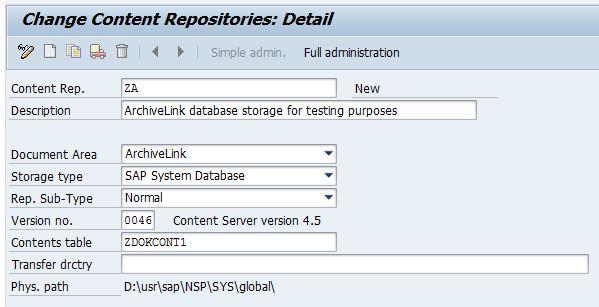 Change Content Repositories: Detail
Simple admin. Full administration
Content Rep. ZA New
Description ArchiveLink database storage for testing purposes
Document Area ArchiveLink
Storage type SAP System Database
Rep. Sub-Type Normal
Version no. 0046 Content Server version 4.5
Contents table ZDOKCONT1
Transfer drctry
Phys. path D:\usr\sap\NSP\SYS\global\